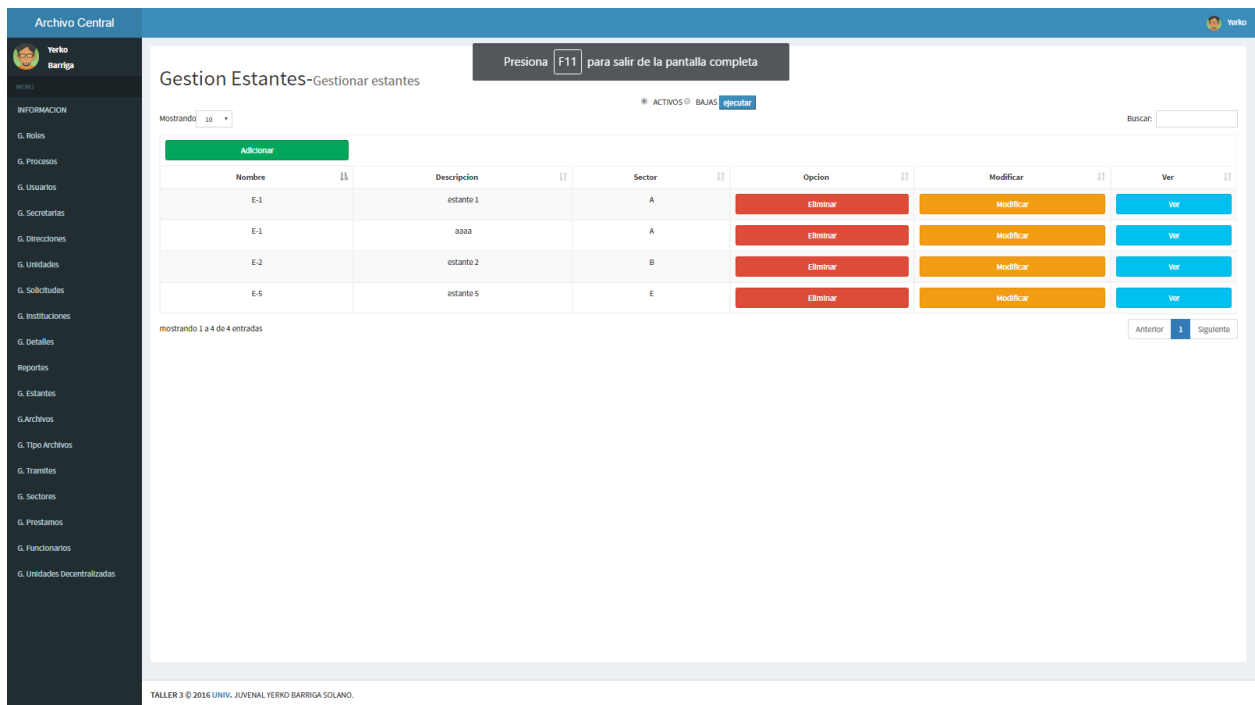 Archivo Central
Yerko
Yerko
Barriga
MENU
INFORMACION
G. Roles
G. Procesos
G. Usuarios
G. Secretarias
G. Direcciones
G. Unidades
G. Solicitudes
G. Instituciones
G. Detalles
Reportes
G. Estantes
G.Archivos
G. Tipo Archivos
G. Tramites
G. Sectores
G. Prestamos
G. Funcionarios
G. Unidades Decentralizadas
Presiona F11 para salir de la pantalla completa
Gestion Estantes-Gestionar estantes
ACTIVOS BAJAS ejecutar
Mostrando 10 Buscar:
Adicionar
Nombre Descripcion Sector Opcion Modificar Ver
E-1 estante 1 A Eliminar Modificar Ver
E-1 aaaa A Eliminar Modificar Ver
E-2 estante 2 B Eliminar Modificar Ver
E-5 estante 5 E Eliminar Modificar Ver
mostrando 1 a 4 de 4 entradas Anterior 1 Siguiente
TALLER 3 © 2016 UNIV. JUVENAL YERKO BARRIGA SOLANO.